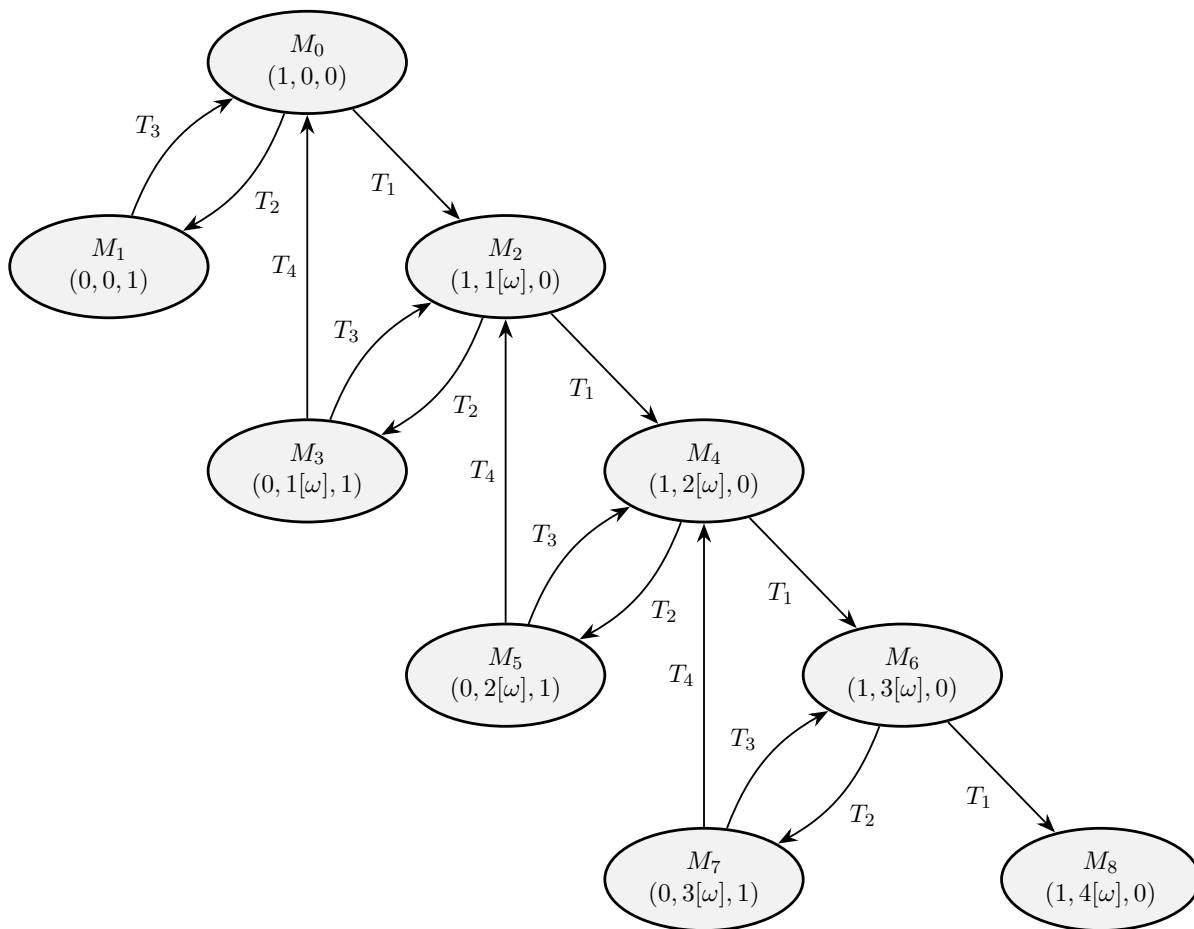 M₀
(1, 0, 0)
T₃
T₂
T₁
M₁
(0, 0, 1)
T₄
M₂
(1, 1[ω], 0)
T₃
T₂
T₁
M₃
(0, 1[ω], 1)
T₄
M₄
(1, 2[ω], 0)
T₃
T₂
T₁
M₅
(0, 2[ω], 1)
T₄
M₆
(1, 3[ω], 0)
T₃
T₂
T₁
M₇
(0, 3[ω], 1)
M₈
(1, 4[ω], 0)